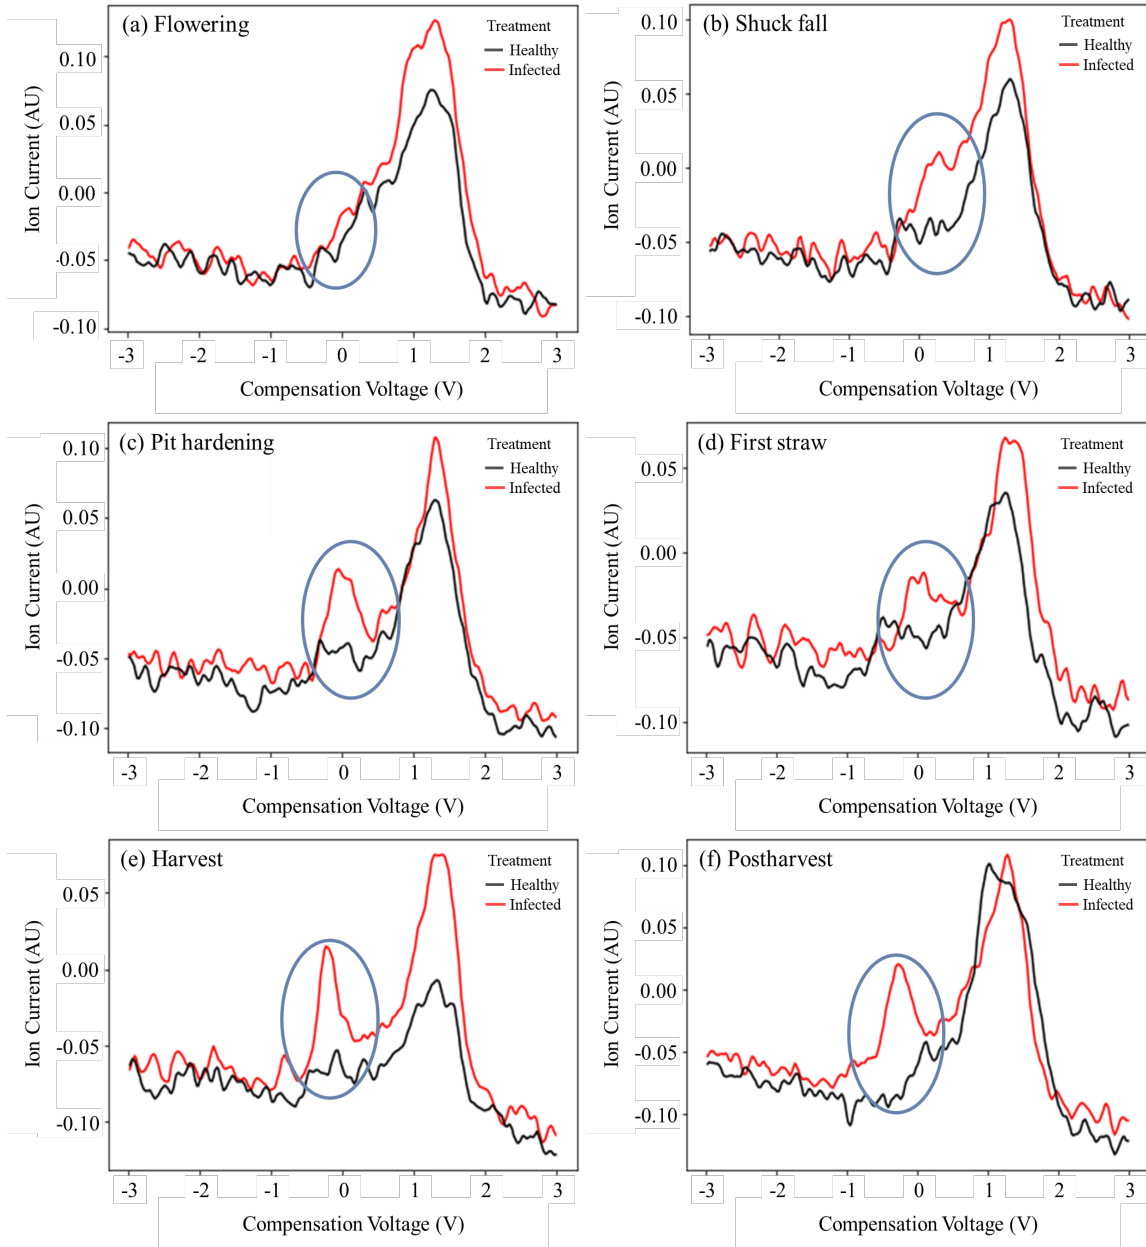 (a) Flowering
Treatment
Healthy
Infected
0.10
0.05
0.00
-0.05
-0.10
Ion Current (AU)
-3 -2 -1 0 1 2 3
Compensation Voltage (V)
(b) Shuck fall
Treatment
Healthy
Infected
0.10
0.05
0.00
-0.05
-0.10
Ion Current (AU)
-3 -2 -1 0 1 2 3
Compensation Voltage (V)
(c) Pit hardening
Treatment
Healthy
Infected
0.10
0.05
0.00
-0.05
-0.10
Ion Current (AU)
-3 -2 -1 0 1 2 3
Compensation Voltage (V)
(d) First straw
Treatment
Healthy
Infected
0.05
0.00
-0.05
-0.10
Ion Current (AU)
-3 -2 -1 0 1 2 3
Compensation Voltage (V)
(e) Harvest
Treatment
Healthy
Infected
0.05
0.00
-0.05
-0.10
Ion Current (AU)
-3 -2 -1 0 1 2 3
Compensation Voltage (V)
(f) Postharvest
Treatment
Healthy
Infected
0.10
0.05
0.00
-0.05
-0.10
Ion Current (AU)
-3 -2 -1 0 1 2 3
Compensation Voltage (V)